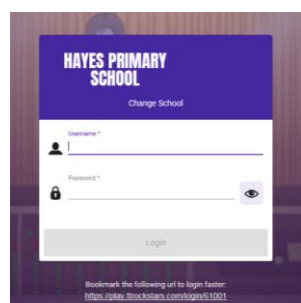 HAYES PRIMARY
SCHOOL
Change School
Username *
Password *
Login
Bookmark the following url to login faster:
https://play.ttrockstars.com/login/61001